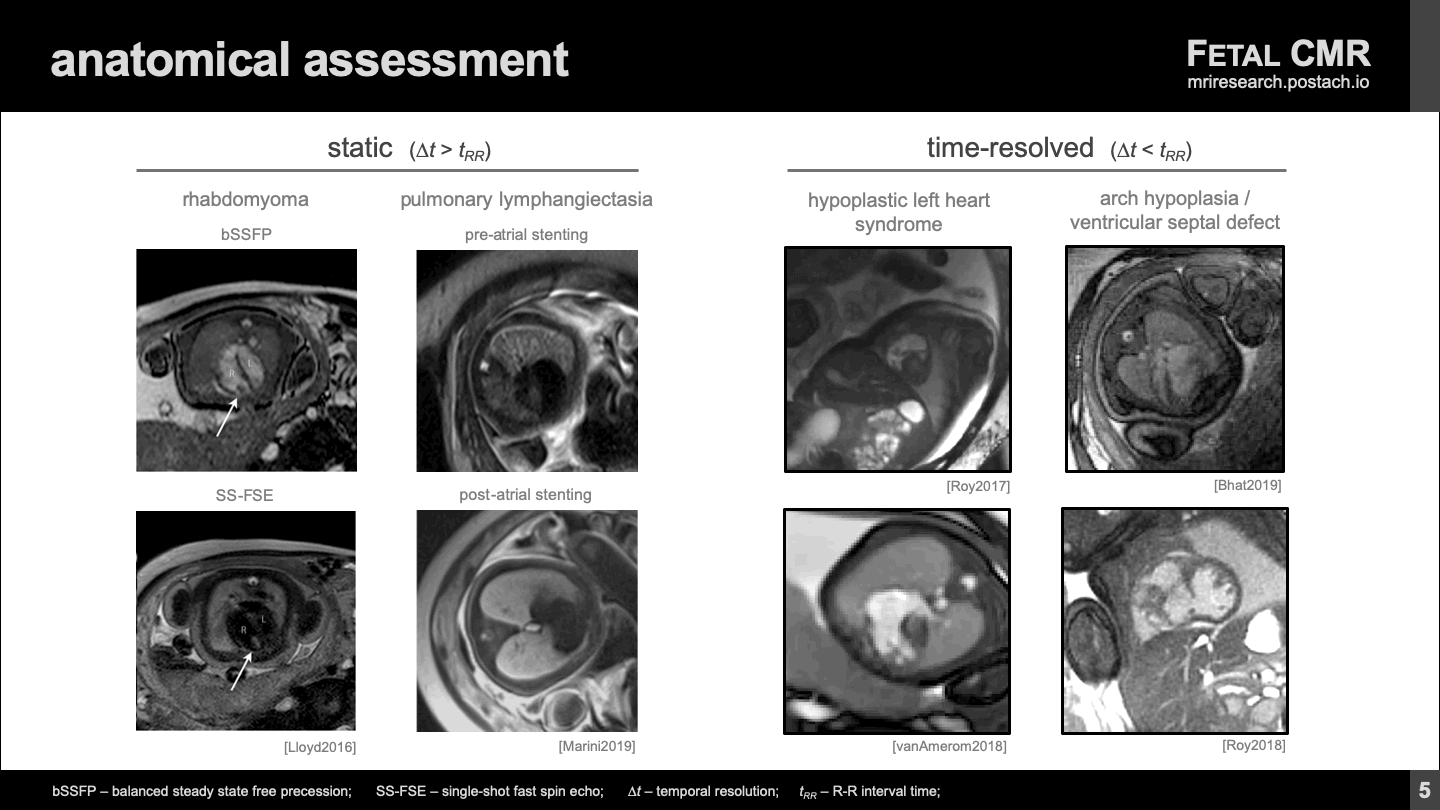 anatomical assessment
FETAL CMR
mriresearch.postach.io
static (Δt > tRR)
rhabdomyoma
pulmonary lymphangiectasia
bSSFP
pre-atrial stenting
R
L
SS-FSE
post-atrial stenting
R
L
[Lloyd2016]
[Marini2019]
time-resolved (Δt < tRR)
hypoplastic left heart
syndrome
arch hypoplasia /
ventricular septal defect
[Roy2017]
[Bhat2019]
[vanAmerom2018]
[Roy2018]
bSSFP – balanced steady state free precession; SS-FSE – single-shot fast spin echo; Δt – temporal resolution; tRR – R-R interval time;
5